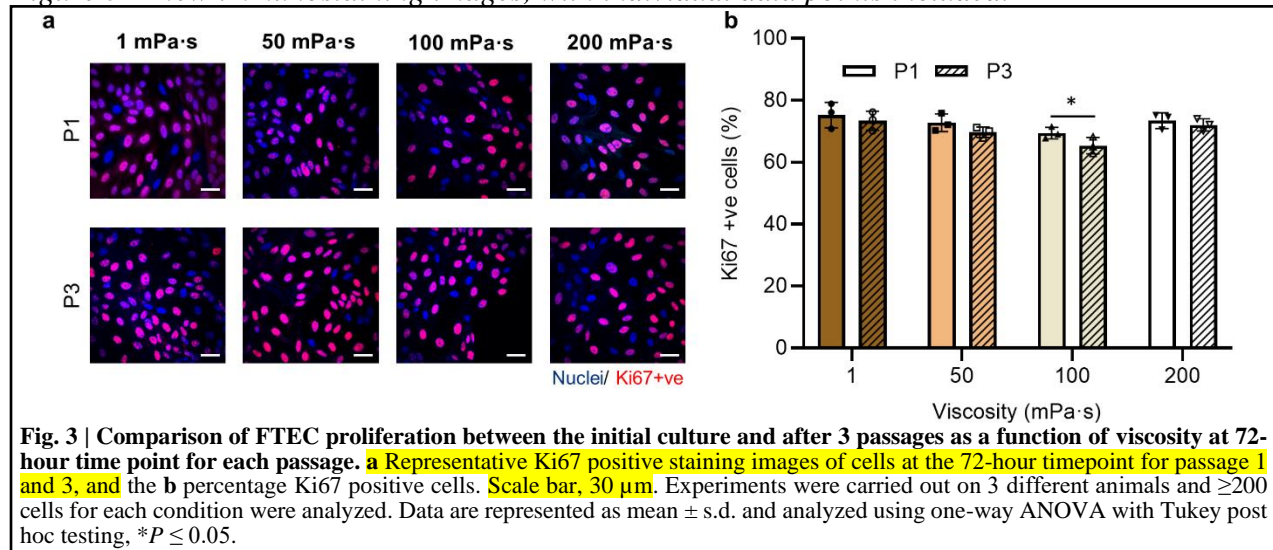 a
1 mPa·s 50 mPa·s 100 mPa·s 200 mPa·s
P1
P3
Nuclei/ Ki67+ve
b
P1 P3
Ki67 +ve cells (%)
100
80
60
40
20
0
*
1 50 100 200
Viscosity (mPa·s)
Fig. 3 | Comparison of FTEC proliferation between the initial culture and after 3 passages as a function of viscosity at 72-
hour time point for each passage. a Representative Ki67 positive staining images of cells at the 72-hour timepoint for passage 1
and 3, and the b percentage Ki67 positive cells. Scale bar, 30 µm. Experiments were carried out on 3 different animals and ≥200
cells for each condition were analyzed. Data are represented as mean ± s.d. and analyzed using one-way ANOVA with Tukey post
hoc testing, *P ≤ 0.05.